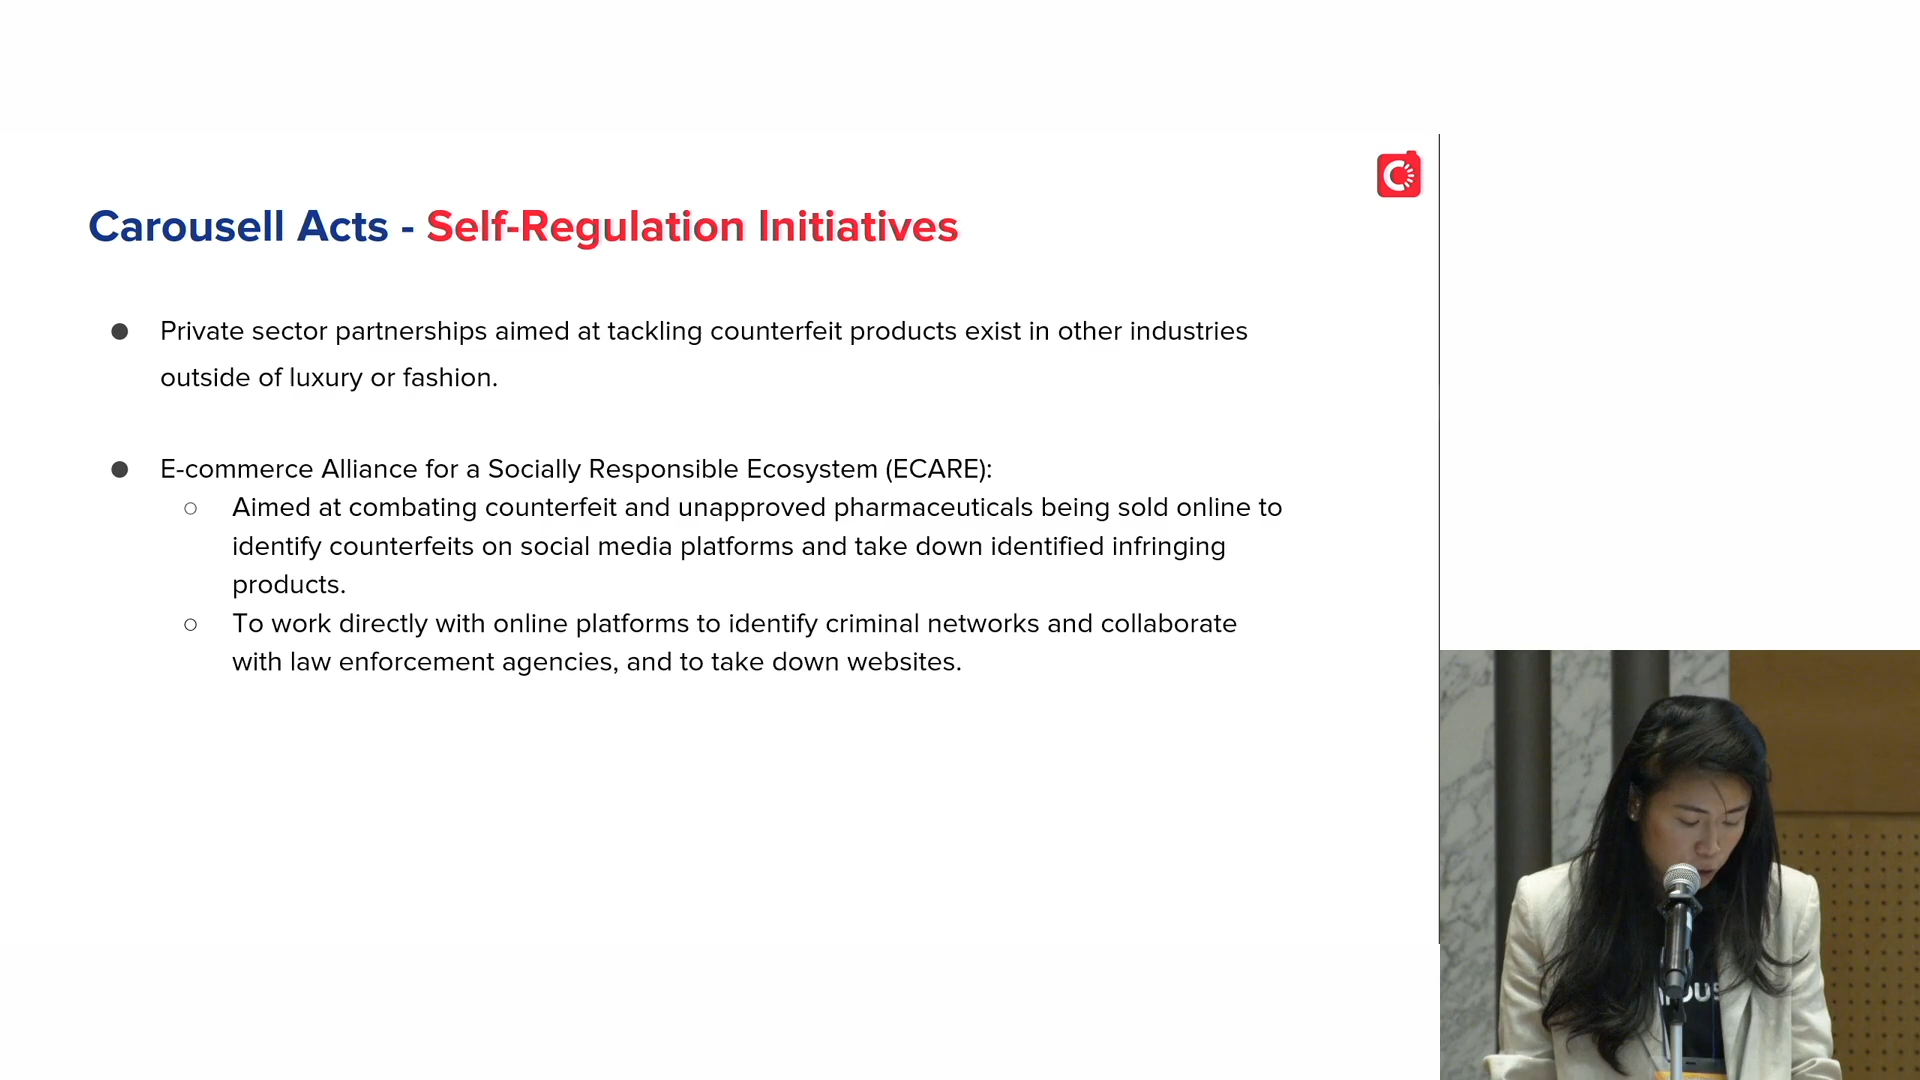 Carousell Acts - Self-Regulation Initiatives
● Private sector partnerships aimed at tackling counterfeit products exist in other industries
outside of luxury or fashion.
● E-commerce Alliance for a Socially Responsible Ecosystem (ECARE):
○ Aimed at combating counterfeit and unapproved pharmaceuticals being sold online to
identify counterfeits on social media platforms and take down identified infringing
products.
○ To work directly with online platforms to identify criminal networks and collaborate
with law enforcement agencies, and to take down websites.